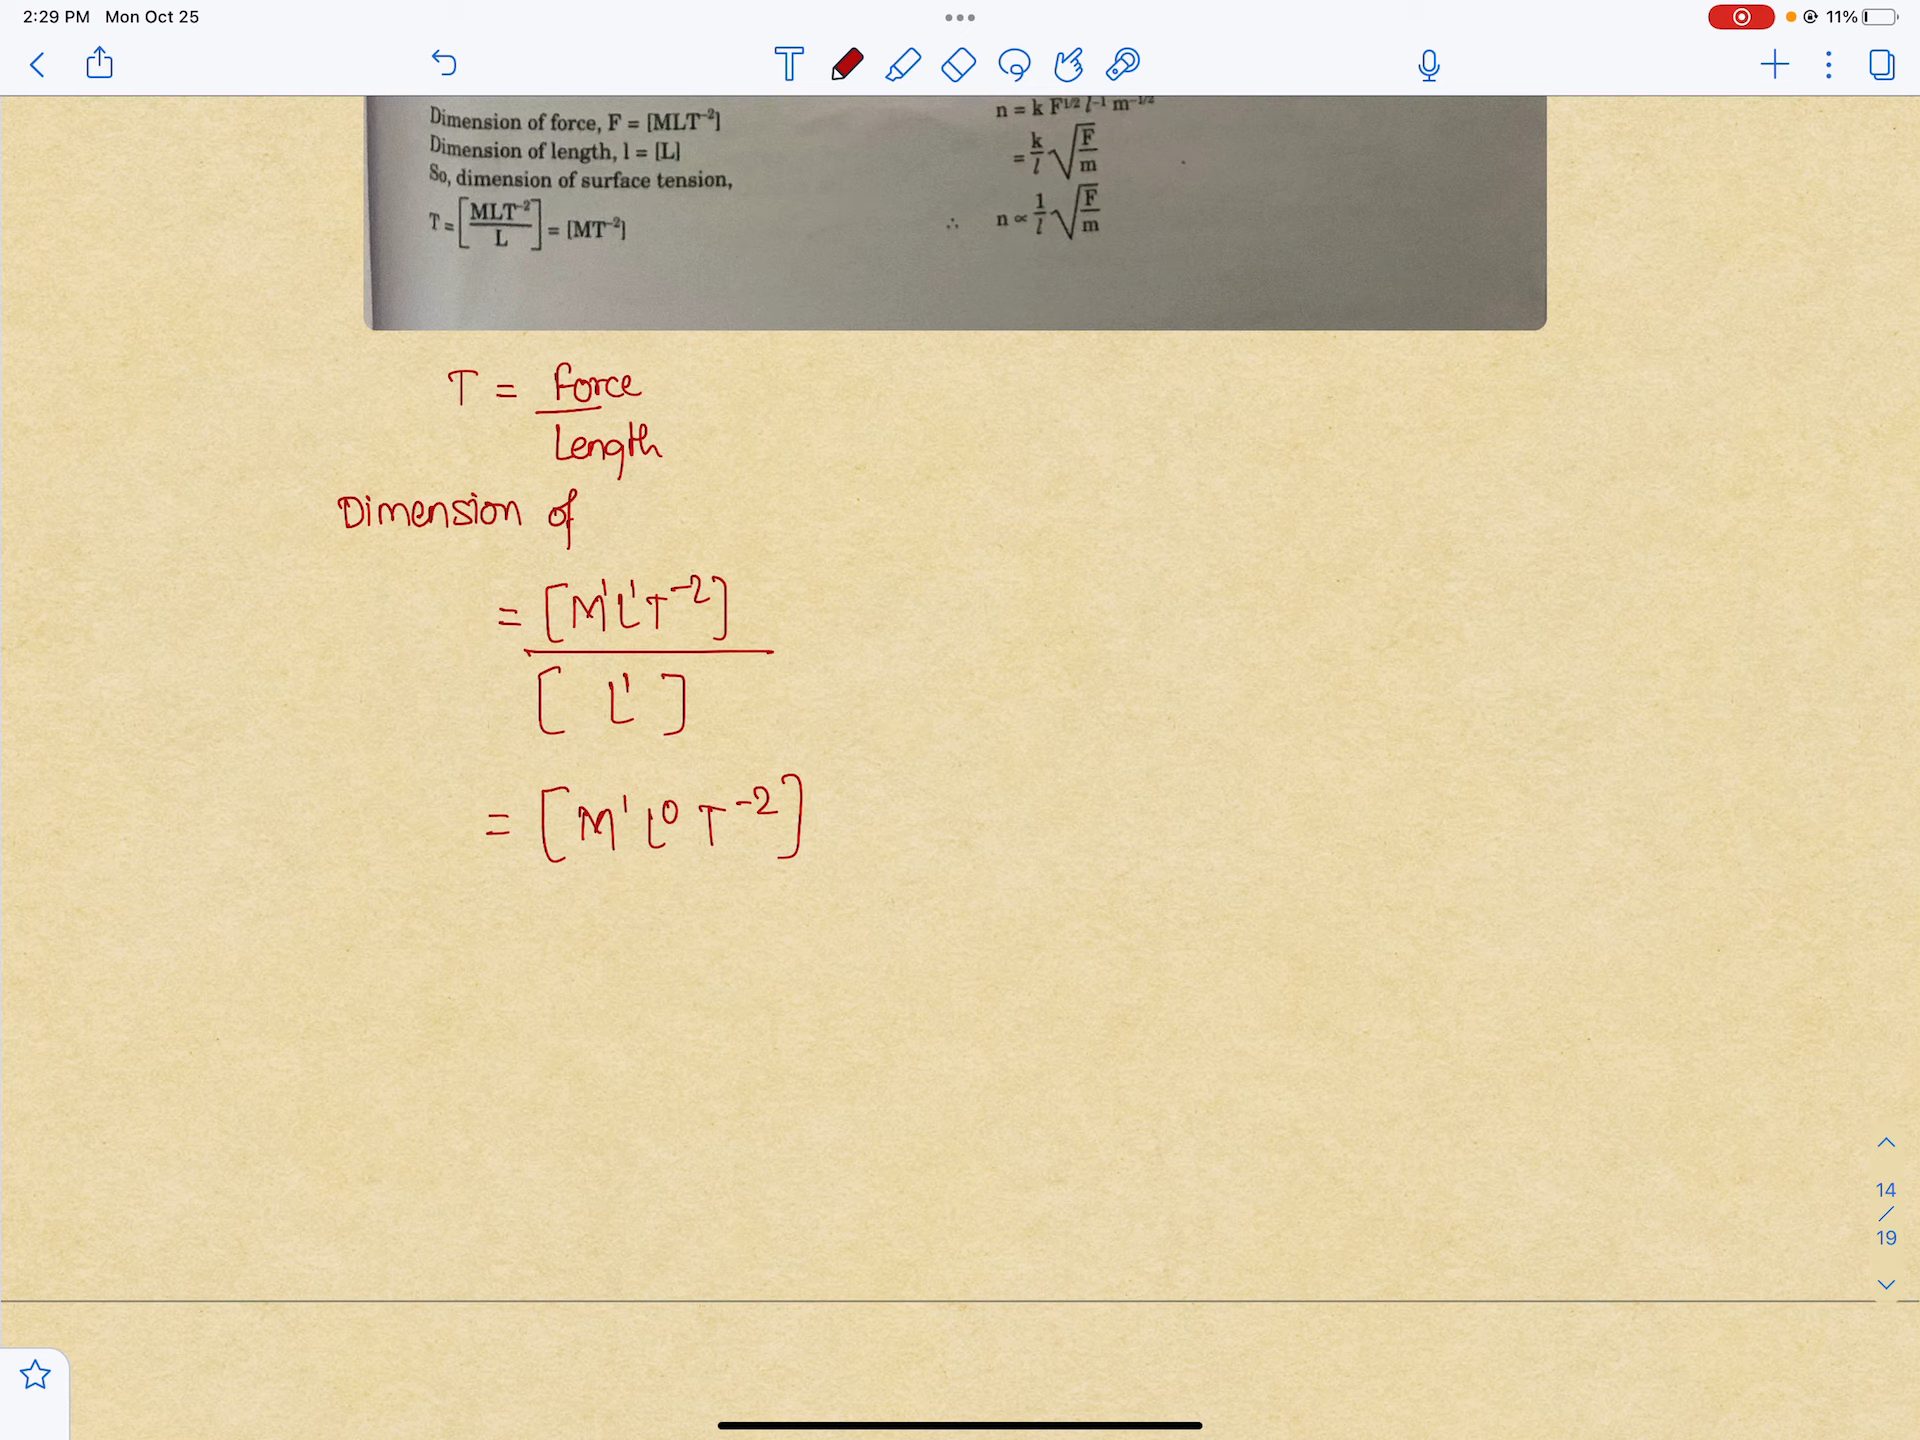 2:29 PM Mon Oct 25
11%
Dimension of force, F = [MLT⁻²]
Dimension of length, l = [L]
So, dimension of surface tension,
T = [MLT⁻²/L] = [MT⁻²]
n = k F^1/2 l⁻¹ m^-1/2
= k/l √(F/m)
∴ n ∝ 1/l √(F/m)
T = Force
Length
Dimension of
= [M¹L¹T⁻²]
[ L¹ ]
= [M¹ L⁰ T⁻²]
14
/
19